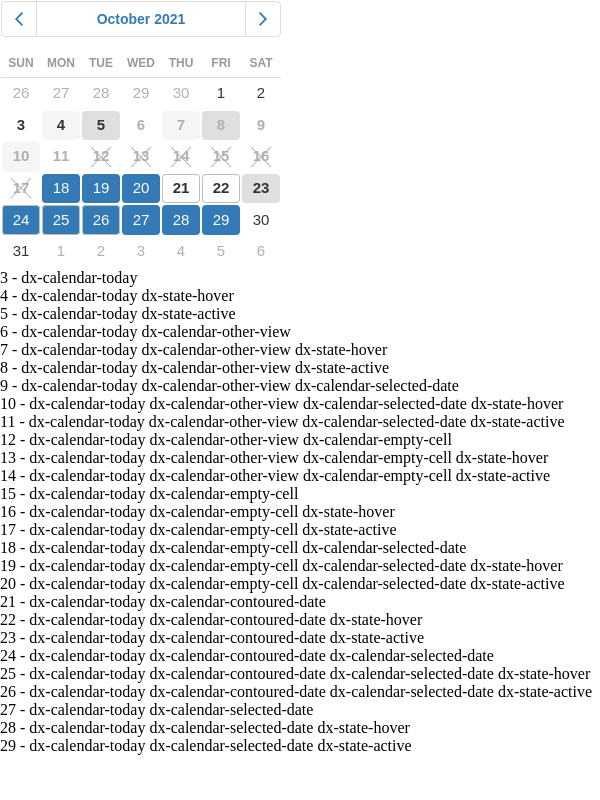 October 2021
SUN MON TUE WED THU FRI SAT
26 27 28 29 30 1 2
3 4 5 6 7 8 9
10 11 12 13 14 15 16
17 18 19 20 21 22 23
24 25 26 27 28 29 30
31 1 2 3 4 5 6
3 - dx-calendar-today
4 - dx-calendar-today dx-state-hover
5 - dx-calendar-today dx-state-active
6 - dx-calendar-today dx-calendar-other-view
7 - dx-calendar-today dx-calendar-other-view dx-state-hover
8 - dx-calendar-today dx-calendar-other-view dx-state-active
9 - dx-calendar-today dx-calendar-other-view dx-calendar-selected-date
10 - dx-calendar-today dx-calendar-other-view dx-calendar-selected-date dx-state-hover
11 - dx-calendar-today dx-calendar-other-view dx-calendar-selected-date dx-state-active
12 - dx-calendar-today dx-calendar-other-view dx-calendar-empty-cell
13 - dx-calendar-today dx-calendar-other-view dx-calendar-empty-cell dx-state-hover
14 - dx-calendar-today dx-calendar-other-view dx-calendar-empty-cell dx-state-active
15 - dx-calendar-today dx-calendar-empty-cell
16 - dx-calendar-today dx-calendar-empty-cell dx-state-hover
17 - dx-calendar-today dx-calendar-empty-cell dx-state-active
18 - dx-calendar-today dx-calendar-empty-cell dx-calendar-selected-date
19 - dx-calendar-today dx-calendar-empty-cell dx-calendar-selected-date dx-state-hover
20 - dx-calendar-today dx-calendar-empty-cell dx-calendar-selected-date dx-state-active
21 - dx-calendar-today dx-calendar-contoured-date
22 - dx-calendar-today dx-calendar-contoured-date dx-state-hover
23 - dx-calendar-today dx-calendar-contoured-date dx-state-active
24 - dx-calendar-today dx-calendar-contoured-date dx-calendar-selected-date
25 - dx-calendar-today dx-calendar-contoured-date dx-calendar-selected-date dx-state-hover
26 - dx-calendar-today dx-calendar-contoured-date dx-calendar-selected-date dx-state-active
27 - dx-calendar-today dx-calendar-selected-date
28 - dx-calendar-today dx-calendar-selected-date dx-state-hover
29 - dx-calendar-today dx-calendar-selected-date dx-state-active